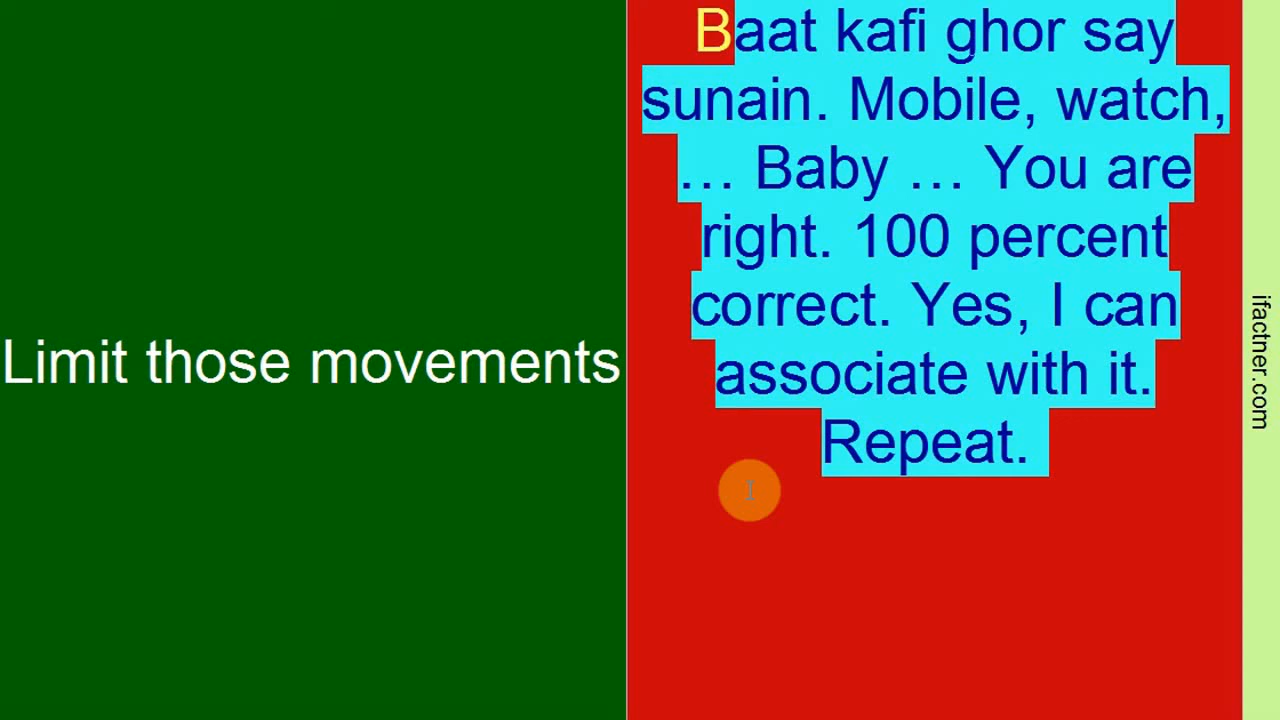 Limit those movements
Baat kafi ghor say
sunain. Mobile, watch,
… Baby … You are
right. 100 percent
correct. Yes, I can
associate with it.
Repeat.
ifactner.com